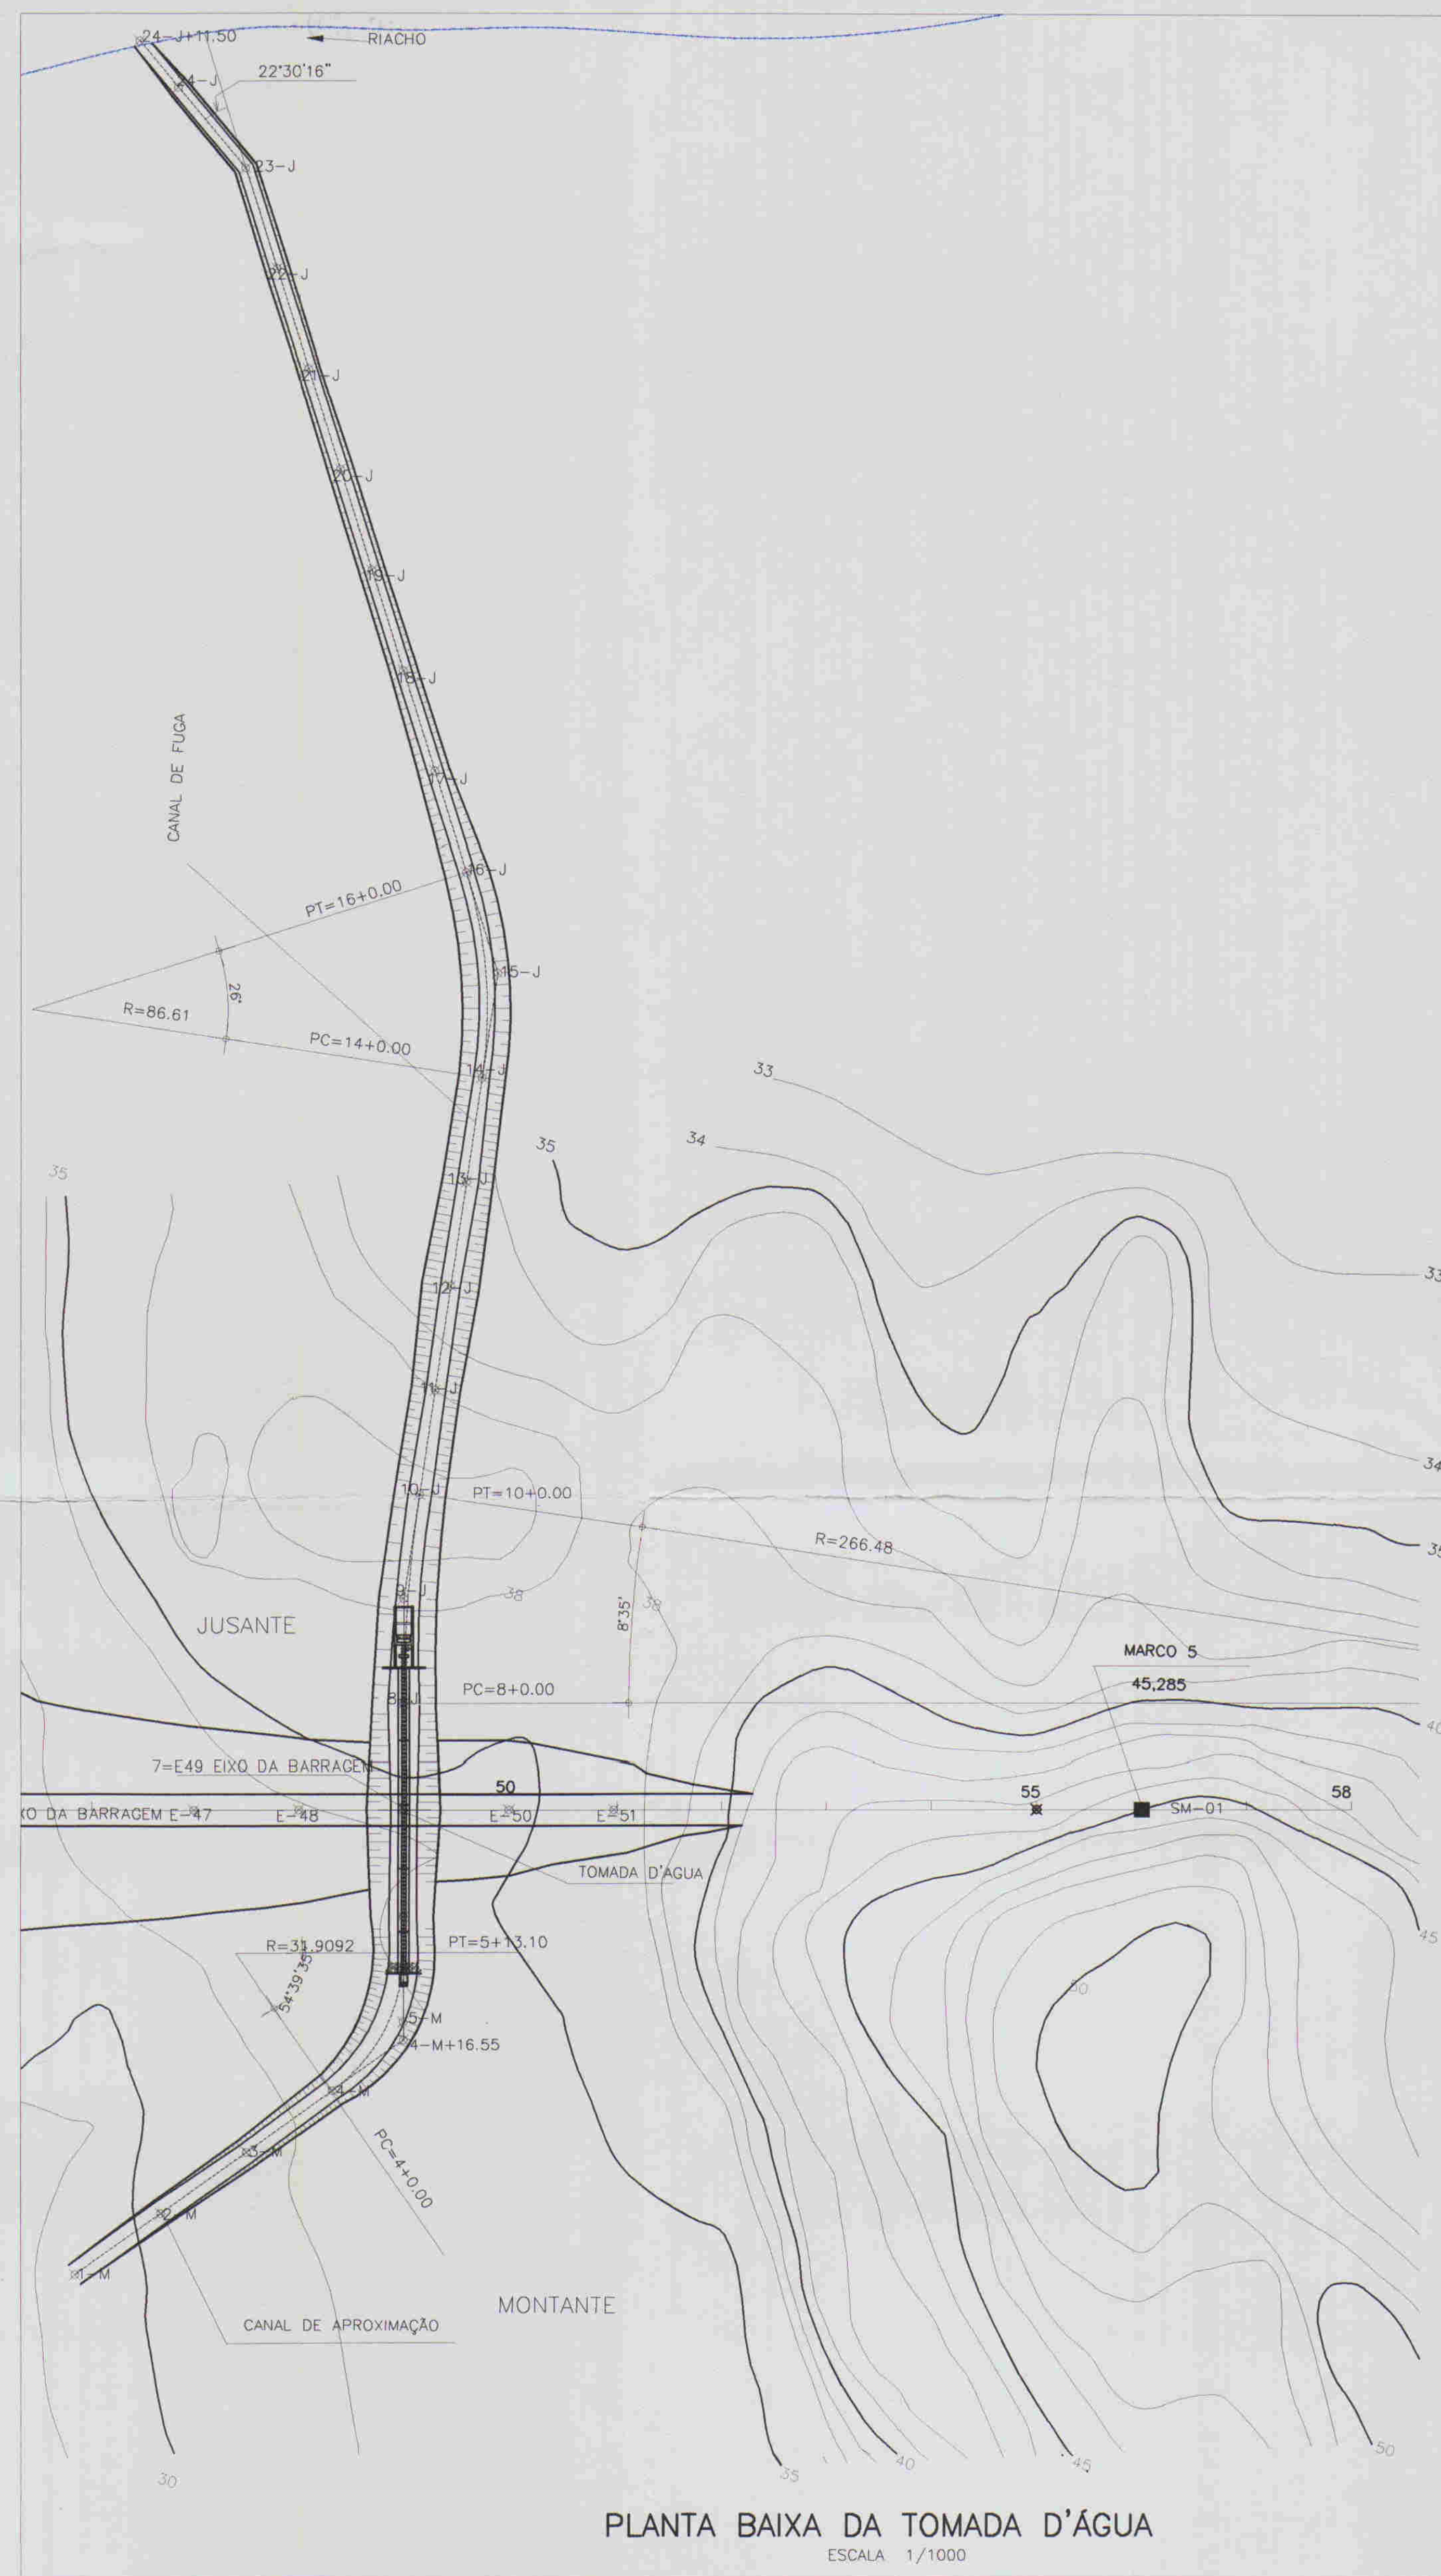 24-J+11.50
RIACHO
24-J
22°30'16"
23-J
22-J
21-J
20-J
19-J
18-J
CANAL DE FUGA
17-J
16-J
PT=16+0.00
15-J
26°
R=86.61
PC=14+0.00
14-J
33
34
35
35
13-J
33
12-J
11-J
34
10-J
PT=10+0.00
R=266.48
35
9-J
38
38
8°35'
JUSANTE
MARCO 5
45,285
8-J
PC=8+0.00
40
7=E49 EIXO DA BARRAGEM
50
55
58
XO DA BARRAGEM E-47
E-48
E-50
E-51
SM-01
TOMADA D'AGUA
R=31.9092
PT=5+13.10
45
54°39'35"
50
5-M
4-M+16.55
4-M
3-M
PC=4+0.00
2-M
1-M
MONTANTE
CANAL DE APROXIMAÇÃO
30
35
40
45
50
PLANTA BAIXA DA TOMADA D'ÁGUA
ESCALA 1/1000